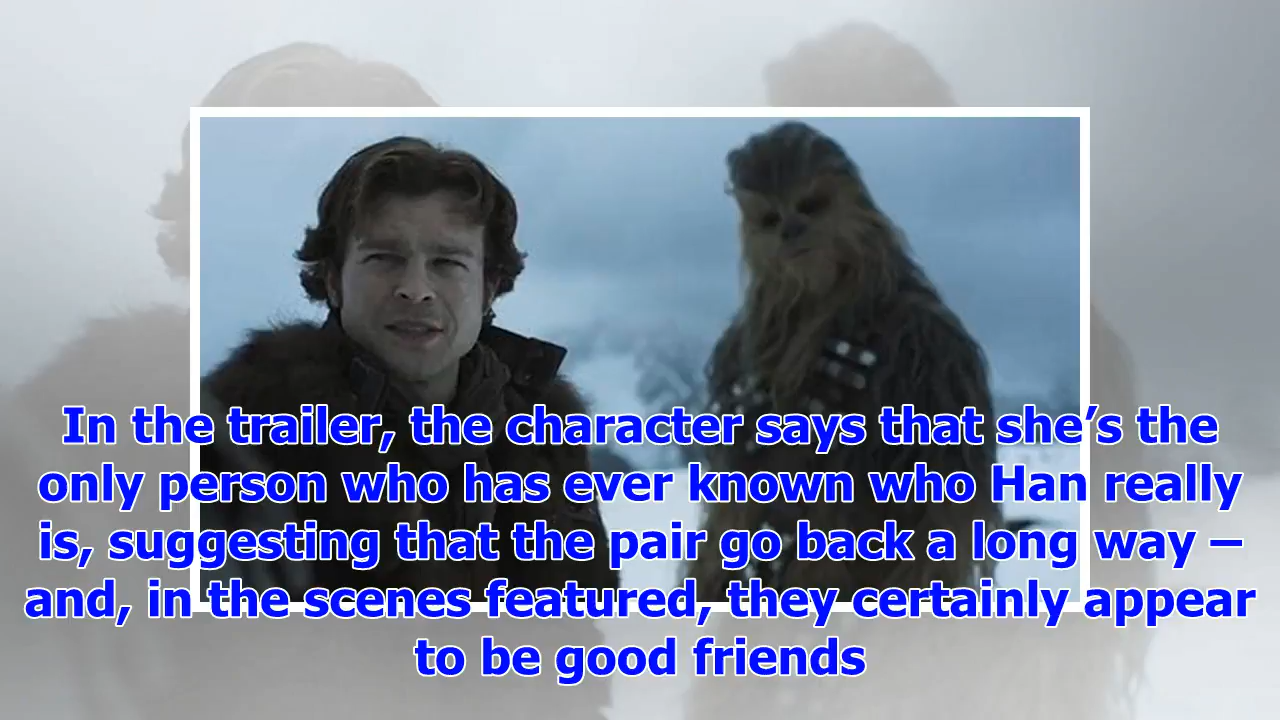 In the trailer, the character says that she’s the
only person who has ever known who Han really
is, suggesting that the pair go back a long way –
and, in the scenes featured, they certainly appear
to be good friends